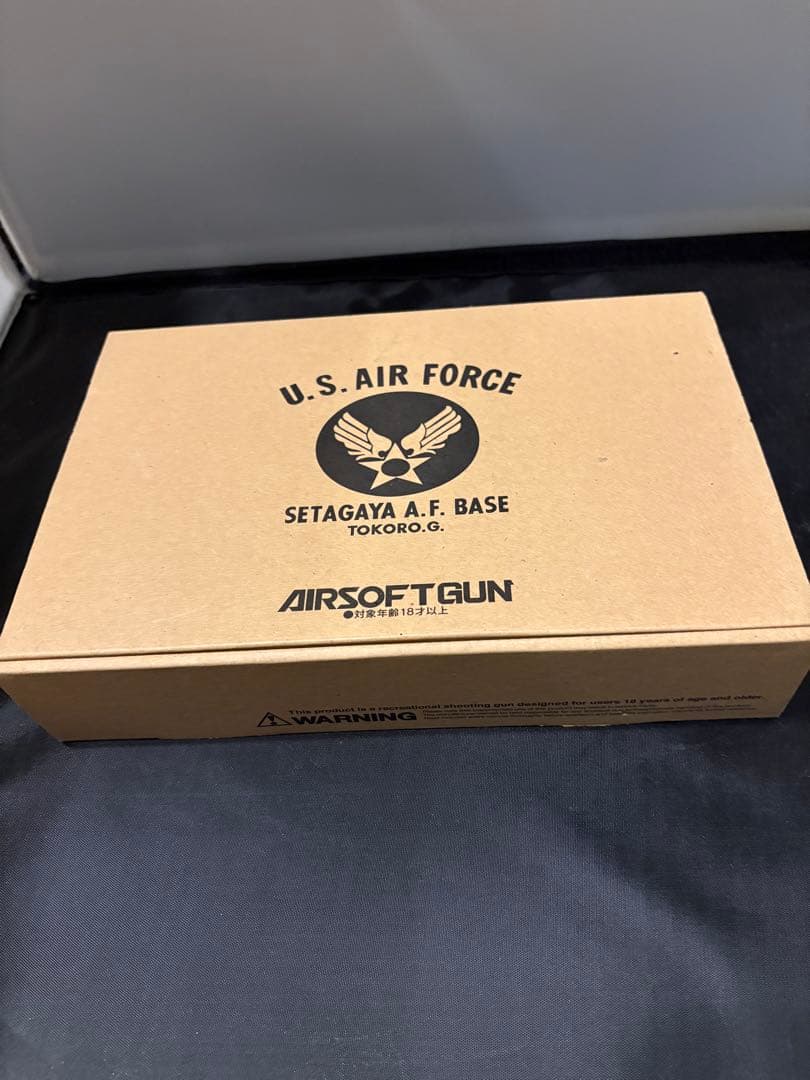 U.S. AIR FORCE
SETAGAYA A.F. BASE
TOKORO.G.
AIRSOFTGUN
●対象年齢18才以上
This product is a recreational shooting gun designed for users 18 years of age and older.
WARNING